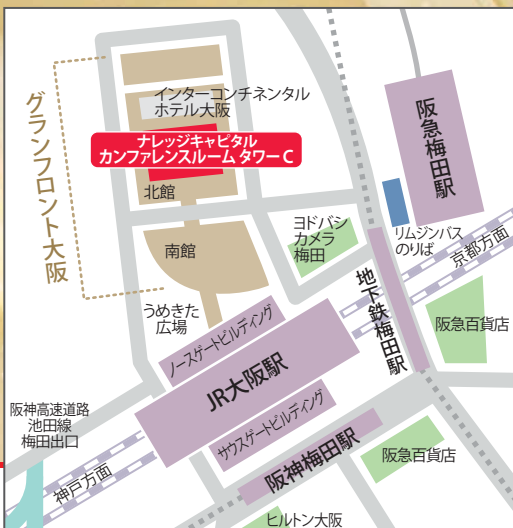 グランフロント大阪
インターコンチネンタル
ホテル大阪
ナレッジキャピタル
カンファレンスルーム タワーC
北館
南館
うめきた
広場
ヨドバシ
カメラ
梅田
阪急梅田駅
リムジンバス
のりば
京都方面
地下鉄梅田駅
阪急百貨店
ノースゲートビルディング
JR大阪駅
サウスゲートビルディング
阪神高速道路
池田線
梅田出口
神戸方面
阪神梅田駅
阪急百貨店
ヒルトン大阪